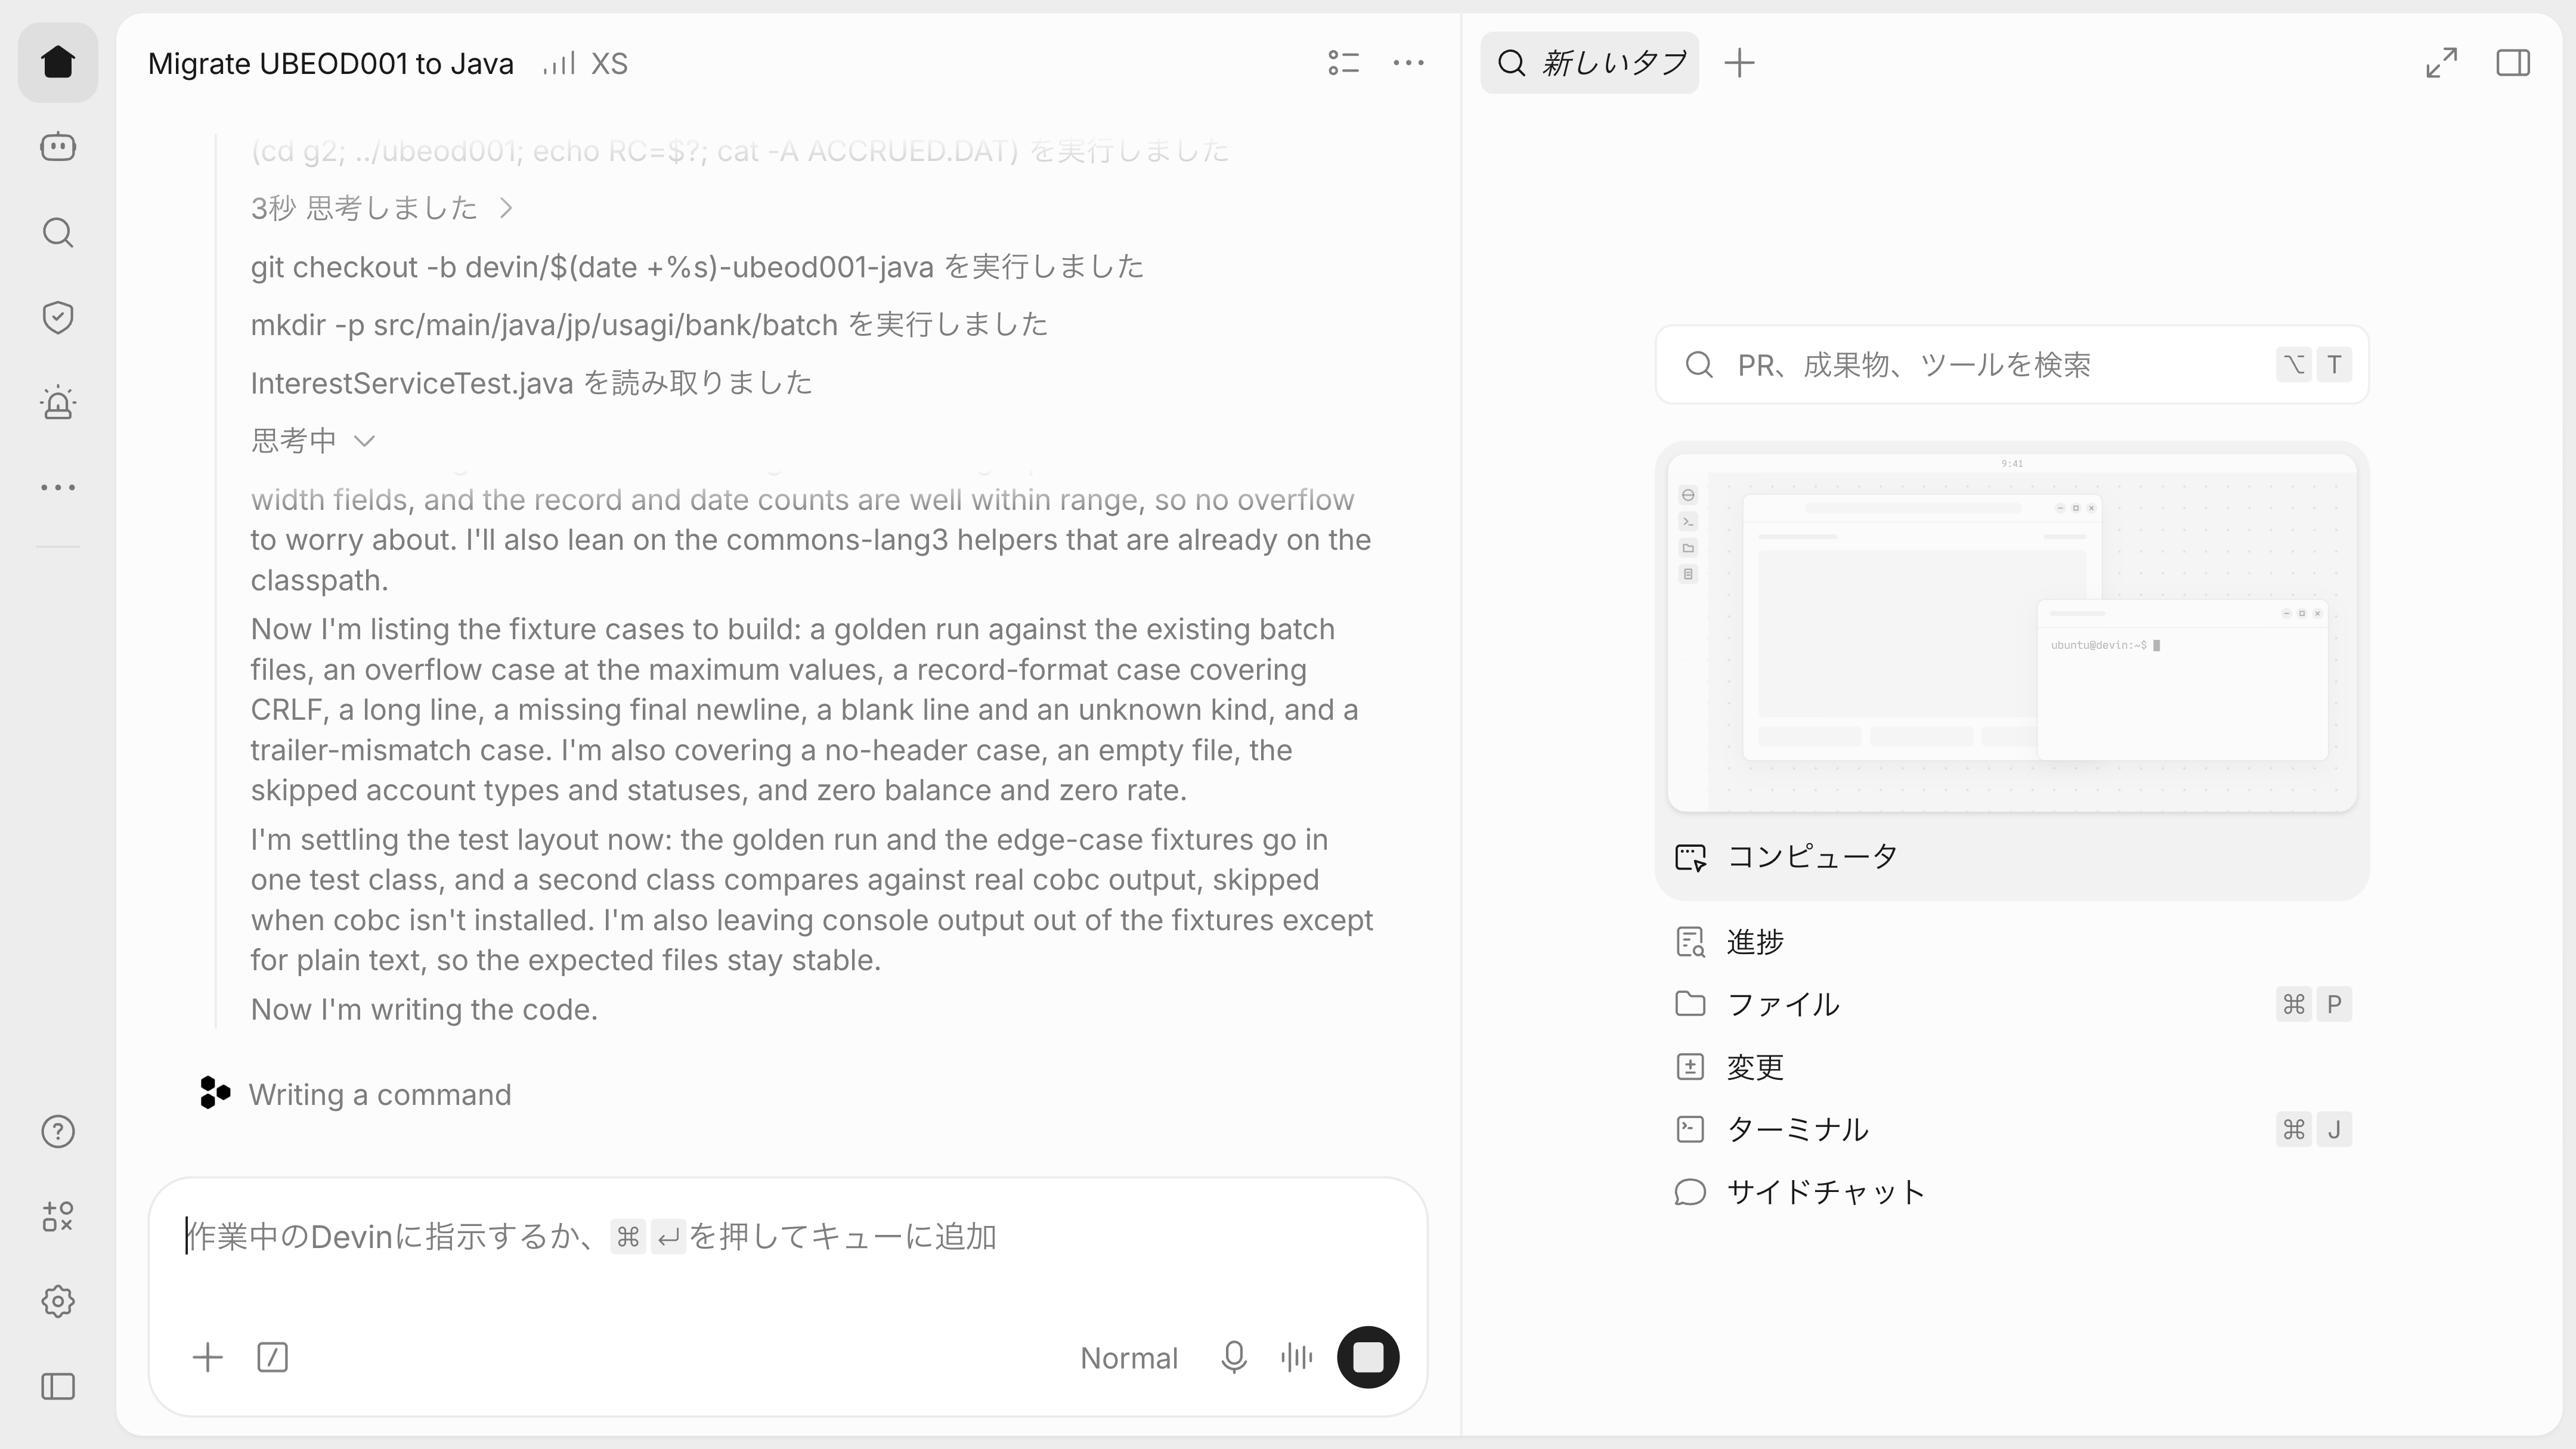 Migrate UBEOD001 to Java
XS
(cd g2; ../ubeod001; echo RC=$?; cat -A ACCRUED.DAT) を実行しました
3秒 思考しました
git checkout -b devin/$(date +%s)-ubeod001-java を実行しました
mkdir -p src/main/java/jp/usagi/bank/batch を実行しました
InterestServiceTest.java を読み取りました
思考中
width fields, and the record and date counts are well within range, so no overflow
to worry about. I'll also lean on the commons-lang3 helpers that are already on the
classpath.
Now I'm listing the fixture cases to build: a golden run against the existing batch
files, an overflow case at the maximum values, a record-format case covering
CRLF, a long line, a missing final newline, a blank line and an unknown kind, and a
trailer-mismatch case. I'm also covering a no-header case, an empty file, the
skipped account types and statuses, and zero balance and zero rate.
I'm settling the test layout now: the golden run and the edge-case fixtures go in
one test class, and a second class compares against real cobc output, skipped
when cobc isn't installed. I'm also leaving console output out of the fixtures except
for plain text, so the expected files stay stable.
Now I'm writing the code.
Writing a command
作業中のDevinに指示するか、⌘↵を押してキューに追加
Normal
新しいタブ
PR、成果物、ツールを検索
⌥ T
9:41
ubuntu@devin:~$
コンピュータ
進捗
ファイル
⌘ P
変更
ターミナル
⌘ J
サイドチャット